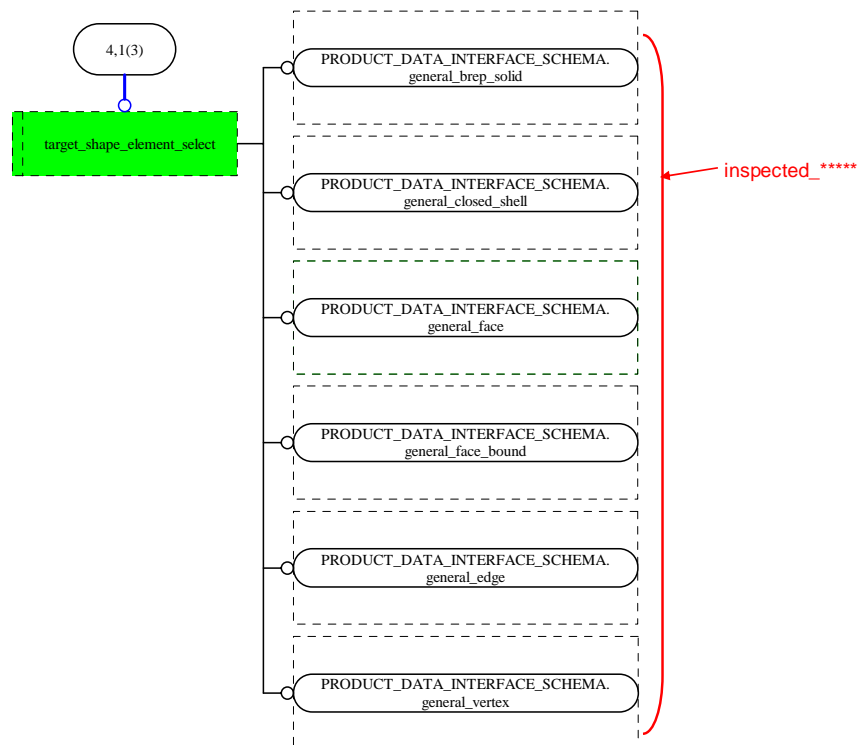 4,1(3)
target_shape_element_select
PRODUCT_DATA_INTERFACE_SCHEMA.
general_brep_solid
PRODUCT_DATA_INTERFACE_SCHEMA.
general_closed_shell
inspected_*****
PRODUCT_DATA_INTERFACE_SCHEMA.
general_face
PRODUCT_DATA_INTERFACE_SCHEMA.
general_face_bound
PRODUCT_DATA_INTERFACE_SCHEMA.
general_edge
PRODUCT_DATA_INTERFACE_SCHEMA.
general_vertex